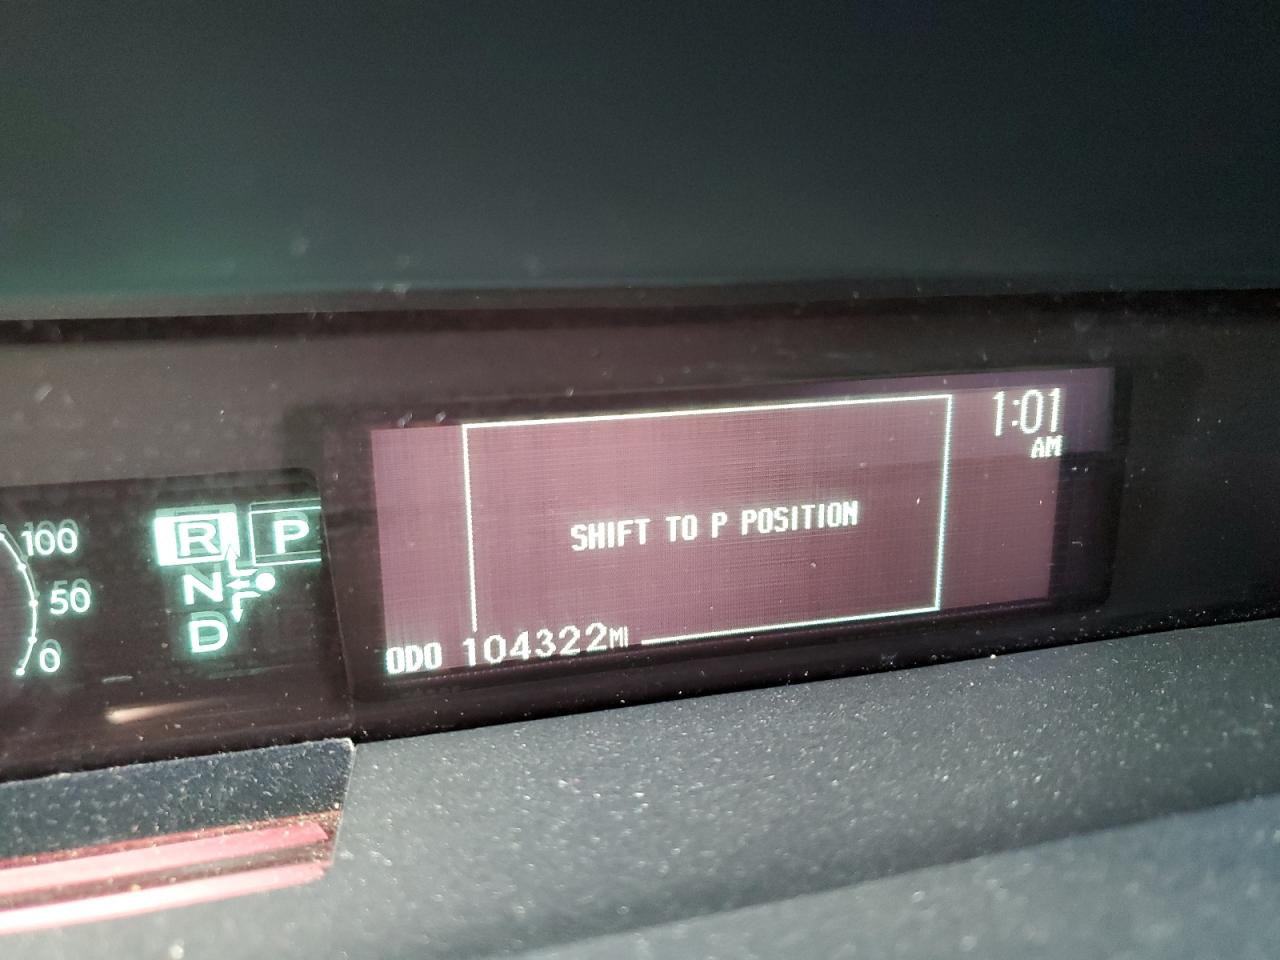 100
50
0
R P
N
D
1:01
AM
SHIFT TO P POSITION
ODO 104322MI